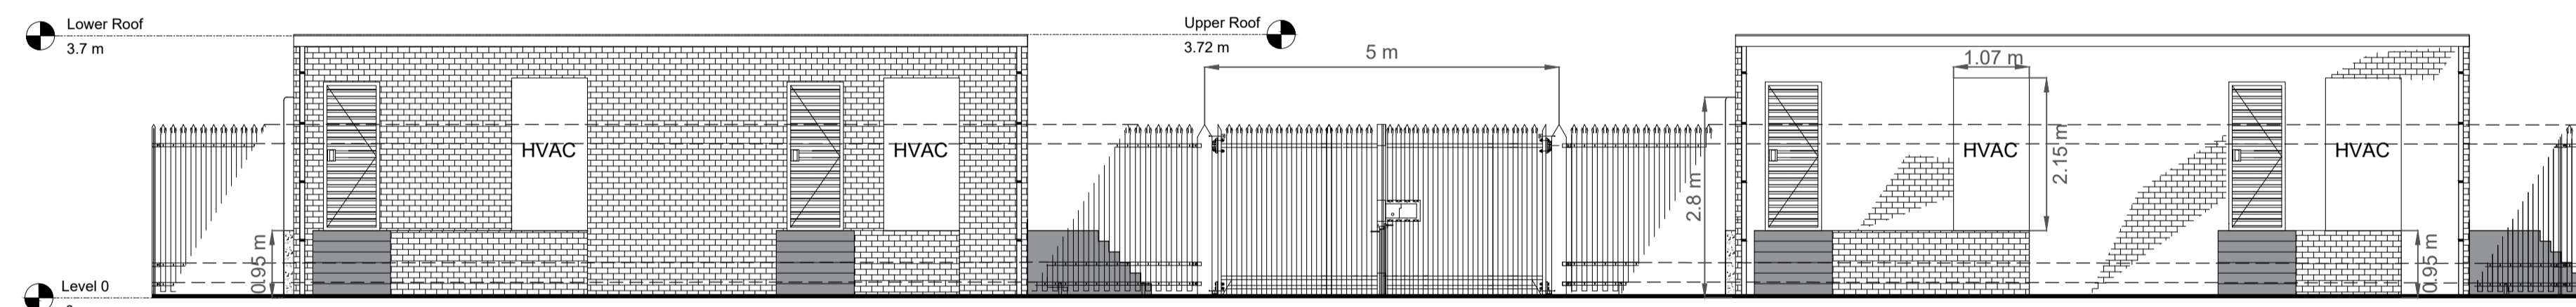 Lower Roof
3.7 m
Upper Roof
3.72 m
5 m
1.07 m
HVAC
HVAC
HVAC
HVAC
2.15 m
2.8 m
0.95 m
0.95 m
Level 0